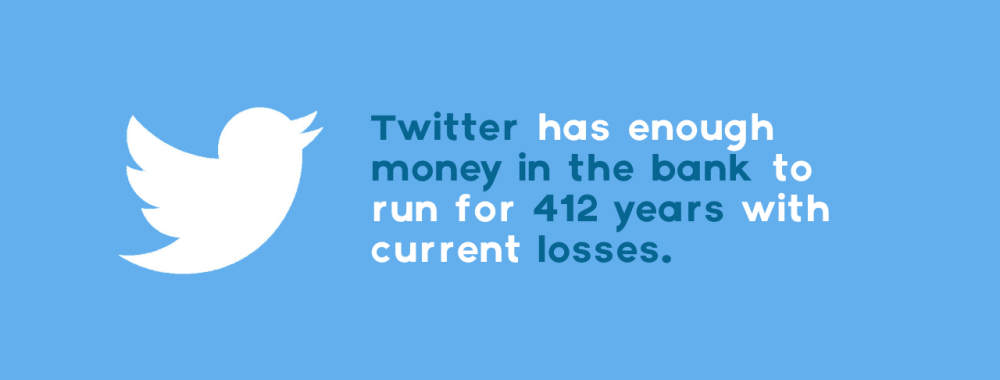 Twitter has enough
money in the bank to
run for 412 years with
current losses.